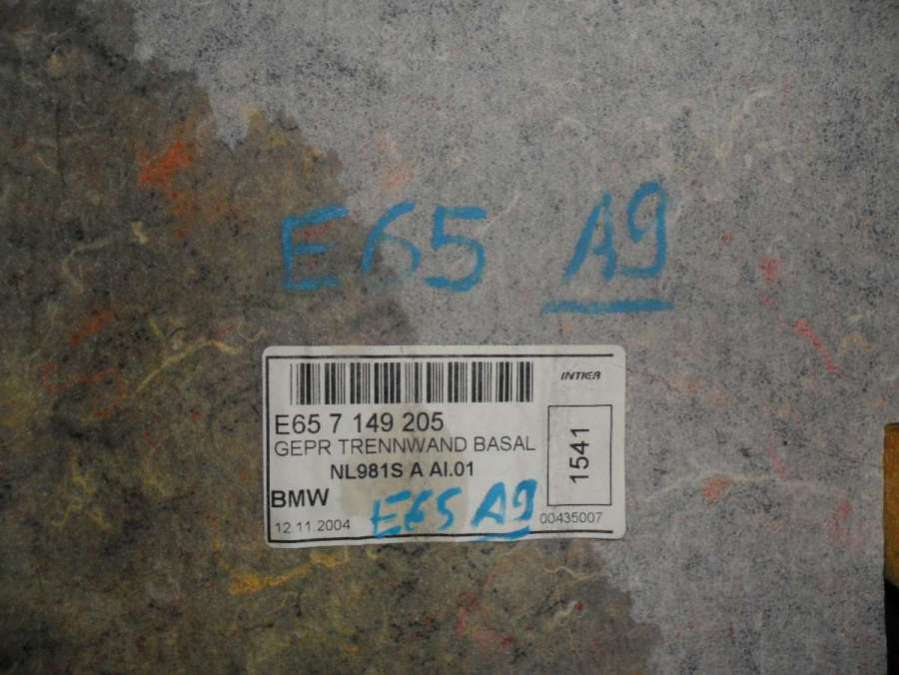 E65 A9
INTIER
E65 7 149 205
GEPR TRENNWAND BASAL
NL981S A AI.01
1541
BMW
12.11.2004
E65 A9
00435007